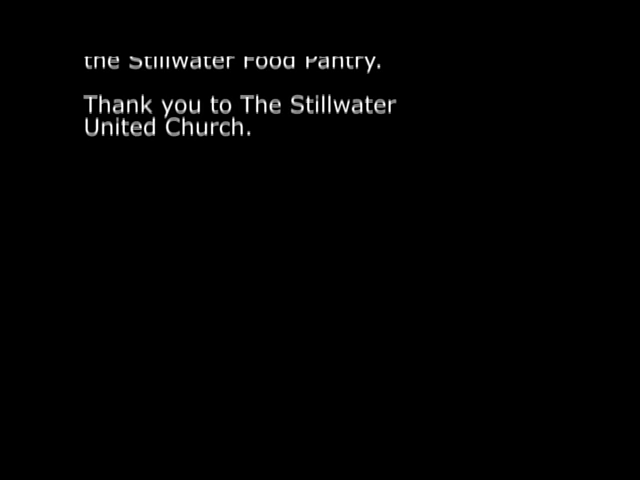 the Stillwater Food Pantry.
Thank you to The Stillwater
United Church.